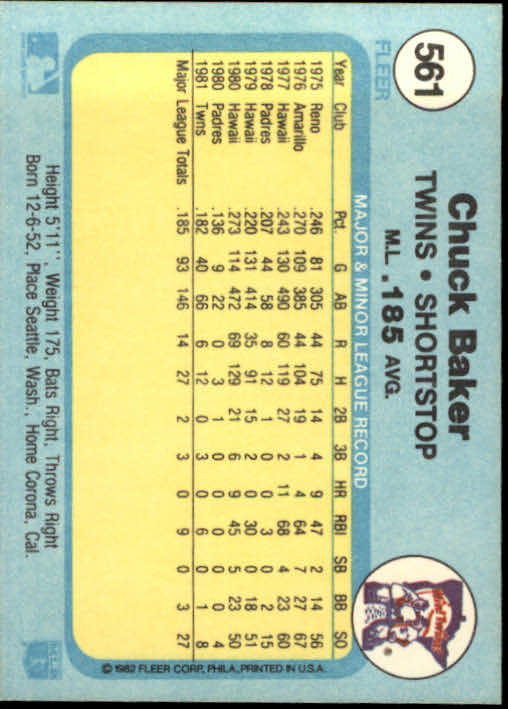 561
FLEER
Chuck Baker
TWINS • SHORTSTOP
M.L. .185 AVG.
Win! Twins!
MAJOR & MINOR LEAGUE RECORD
Year Club Pct. G AB R H 2B 3B HR RBI SB BB SO
1975 Reno .246 81 305 44 75 14 4 9 47 2 14 56
1976 Amarillo .270 109 385 44 104 19 1 4 64 7 27 67
1977 Hawaii .243 130 490 60 119 27 2 11 68 4 23 60
1978 Padres .207 44 58 8 12 1 0 0 3 0 2 15
1979 Hawaii .220 131 414 35 91 15 2 0 30 0 18 51
1980 Hawaii .273 114 472 69 129 21 6 9 45 5 23 50
1980 Padres .136 9 22 0 3 1 0 0 0 0 0 4
1981 Twns .182 40 66 6 12 0 3 0 6 0 1 8
Major League Totals .185 93 146 14 27 2 3 0 9 0 3 27
© 1982 FLEER CORP., PHILA., PRINTED IN U.S.A.
Height 5'11'', Weight 175, Bats Right, Throws Right
Born 12-6-52, Place Seattle, Wash., Home Corona, Cal.